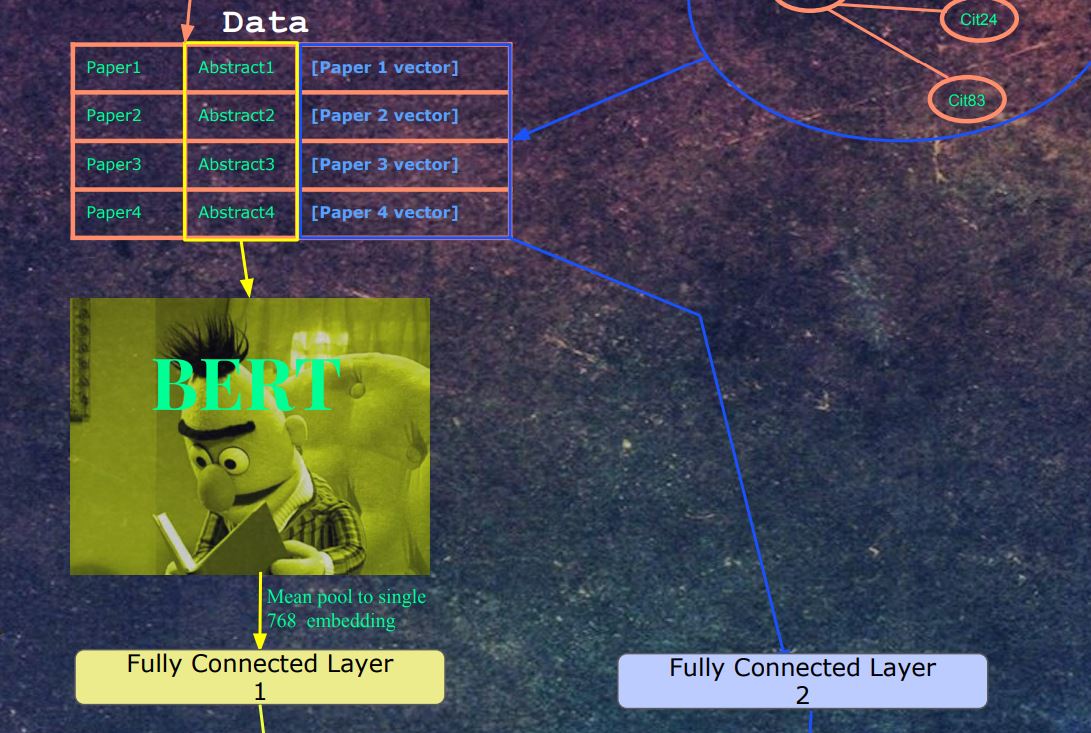 Data
Cit24
Cit83
Paper1 Abstract1 [Paper 1 vector]
Paper2 Abstract2 [Paper 2 vector]
Paper3 Abstract3 [Paper 3 vector]
Paper4 Abstract4 [Paper 4 vector]
BERT
Mean pool to single
768 embedding
Fully Connected Layer
1
Fully Connected Layer
2